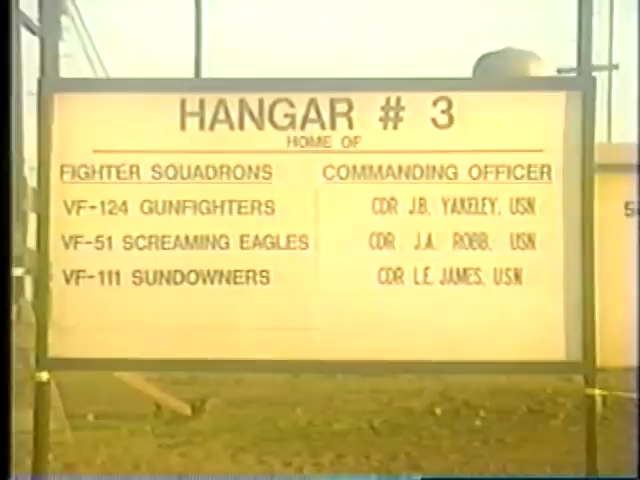 HANGAR # 3
HOME OF
FIGHTER SQUADRONS COMMANDING OFFICER
VF-124 GUNFIGHTERS CDR J.B. YAKELEY, USN
VF-51 SCREAMING EAGLES CDR J.A. ROBB, USN
VF-111 SUNDOWNERS CDR L.E. JAMES, USN